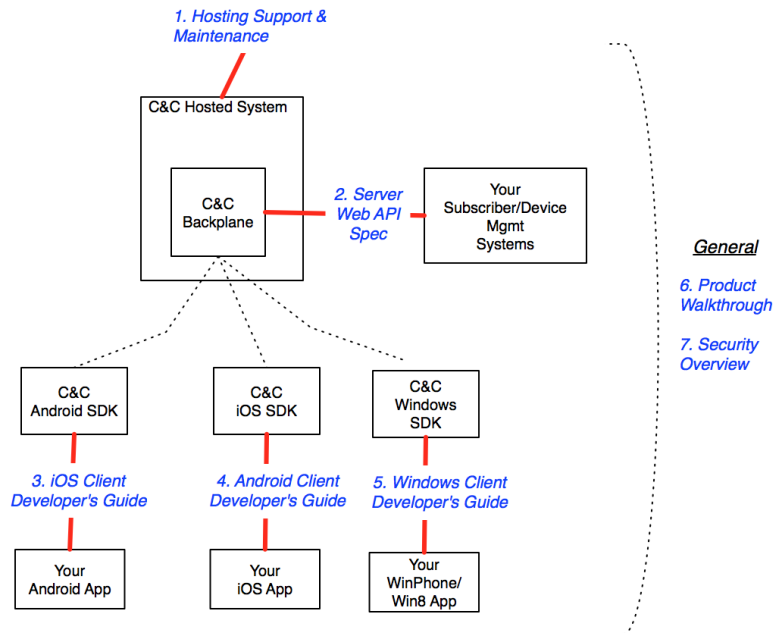 1. Hosting Support &
Maintenance
C&C Hosted System
C&C
Backplane
2. Server
Web API
Spec
Your
Subscriber/Device
Mgmt
Systems
General
6. Product
Walkthrough
7. Security
Overview
C&C
Android SDK
C&C
iOS SDK
C&C
Windows
SDK
3. iOS Client
Developer's Guide
4. Android Client
Developer's Guide
5. Windows Client
Developer's Guide
Your
Android App
Your
iOS App
Your
WinPhone/
Win8 App